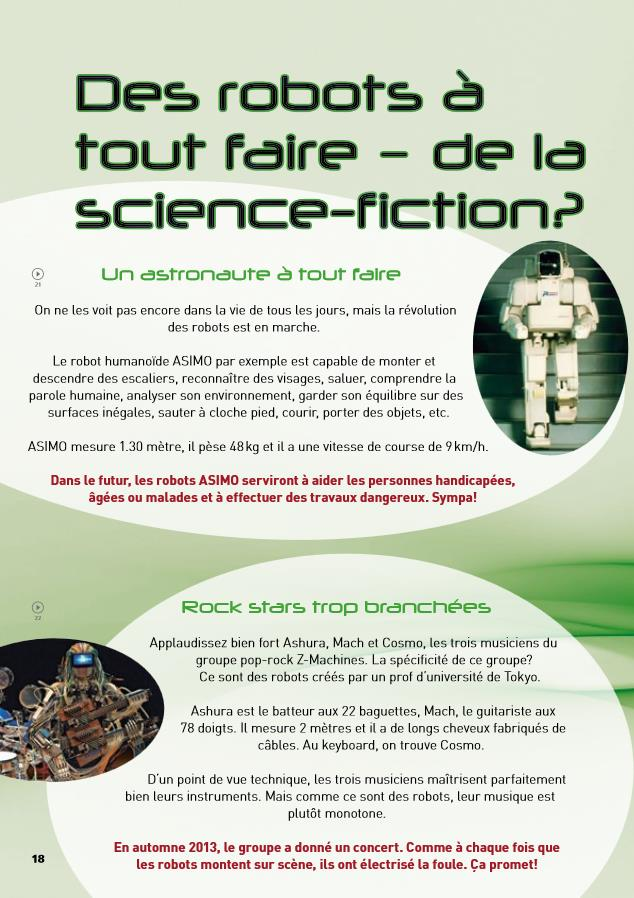 Des robots à
tout faire – de la
science-fiction?
21
Un astronaute à tout faire
On ne les voit pas encore dans la vie de tous les jours, mais la révolution
des robots est en marche.
Le robot humanoïde ASIMO par exemple est capable de monter et
descendre des escaliers, reconnaître des visages, saluer, comprendre la
parole humaine, analyser son environnement, garder son équilibre sur des
surfaces inégales, sauter à cloche pied, courir, porter des objets, etc.
ASIMO mesure 1.30 mètre, il pèse 48 kg et il a une vitesse de course de 9 km/h.
Dans le futur, les robots ASIMO serviront à aider les personnes handicapées,
âgées ou malades et à effectuer des travaux dangereux. Sympa!
22
Rock stars trop branchées
Applaudissez bien fort Ashura, Mach et Cosmo, les trois musiciens du
groupe pop-rock Z-Machines. La spécificité de ce groupe?
Ce sont des robots créés par un prof d'université de Tokyo.
Ashura est le batteur aux 22 baguettes, Mach, le guitariste aux
78 doigts. Il mesure 2 mètres et il a de longs cheveux fabriqués de
câbles. Au keyboard, on trouve Cosmo.
D'un point de vue technique, les trois musiciens maîtrisent parfaitement
bien leurs instruments. Mais comme ce sont des robots, leur musique est
plutôt monotone.
En automne 2013, le groupe a donné un concert. Comme à chaque fois que
les robots montent sur scène, ils ont électrisé la foule. Ça promet!
18